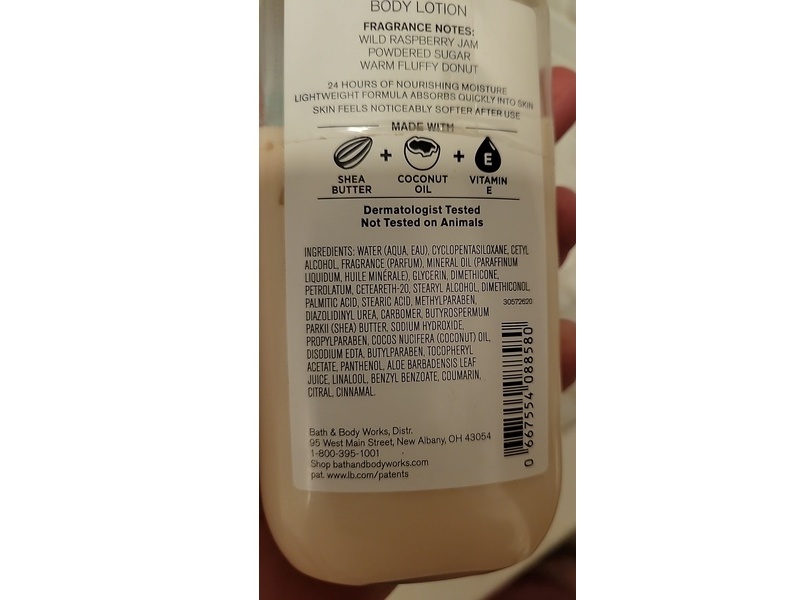 BODY LOTION
FRAGRANCE NOTES:
WILD RASPBERRY JAM
POWDERED SUGAR
WARM FLUFFY DONUT
24 HOURS OF NOURISHING MOISTURE
LIGHTWEIGHT FORMULA ABSORBS QUICKLY INTO SKIN
SKIN FEELS NOTICEABLY SOFTER AFTER USE
MADE WITH
+ + E
SHEA BUTTER
COCONUT OIL
VITAMIN E
Dermatologist Tested
Not Tested on Animals
INGREDIENTS: WATER (AQUA, EAU), CYCLOPENTASILOXANE, CETYL
ALCOHOL, FRAGRANCE (PARFUM), MINERAL OIL (PARAFFINUM
LIQUIDUM, HUILE MINÉRALE), GLYCERIN, DIMETHICONE,
PETROLATUM, CETEARETH-20, STEARYL ALCOHOL, DIMETHICONOL,
PALMITIC ACID, STEARIC ACID, METHYLPARABEN,
DIAZOLIDINYL UREA, CARBOMER, BUTYROSPERMUM
PARKII (SHEA) BUTTER, SODIUM HYDROXIDE,
PROPYLPARABEN, COCOS NUCIFERA (COCONUT) OIL,
DISODIUM EDTA, BUTYLPARABEN, TOCOPHERYL
ACETATE, PANTHENOL, ALOE BARBADENSIS LEAF
JUICE, LINALOOL, BENZYL BENZOATE, COUMARIN,
CITRAL, CINNAMAL.
30572620
0 667554 088580
Bath & Body Works, Distr.
95 West Main Street, New Albany, OH 43054
1-800-395-1001
Shop bathandbodyworks.com
pat. www.lb.com/patents